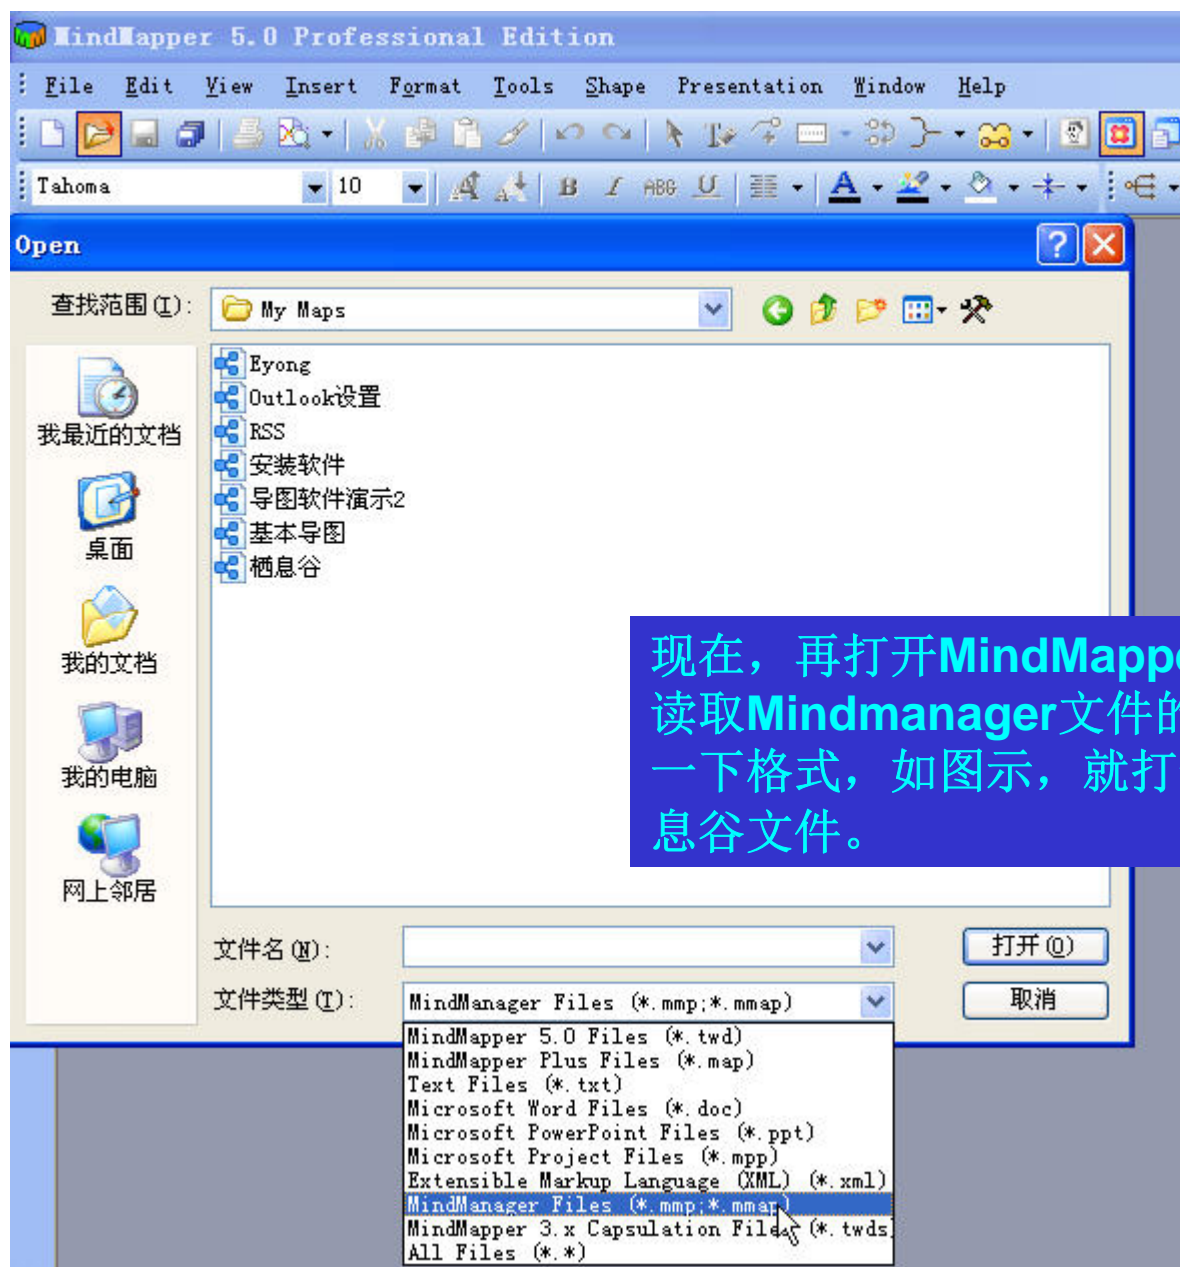 MindMapper 5.0 Professional Edition
File Edit View Insert Format Tools Shape Presentation Window Help
Tahoma 10 B I ABG U A
Open
查找范围(I): My Maps
Eyong
Outlook设置
RSS
安装软件
导图软件演示2
基本导图
栖息谷
我最近的文档
桌面
我的文档
我的电脑
网上邻居
现在，再打开MindMappe
读取Mindmanager文件的
一下格式，如图示，就打
息谷文件。
文件名(N): 打开(O)
文件类型(T): MindManager Files (*.mmp;*.mmap) 取消
MindMapper 5.0 Files (*.twd)
MindMapper Plus Files (*.map)
Text Files (*.txt)
Microsoft Word Files (*.doc)
Microsoft PowerPoint Files (*.ppt)
Microsoft Project Files (*.mpp)
Extensible Markup Language (XML) (*.xml)
MindManager Files (*.mmp;*.mmap)
MindMapper 3.x Capsulation Files (*.twds
All Files (*.*)